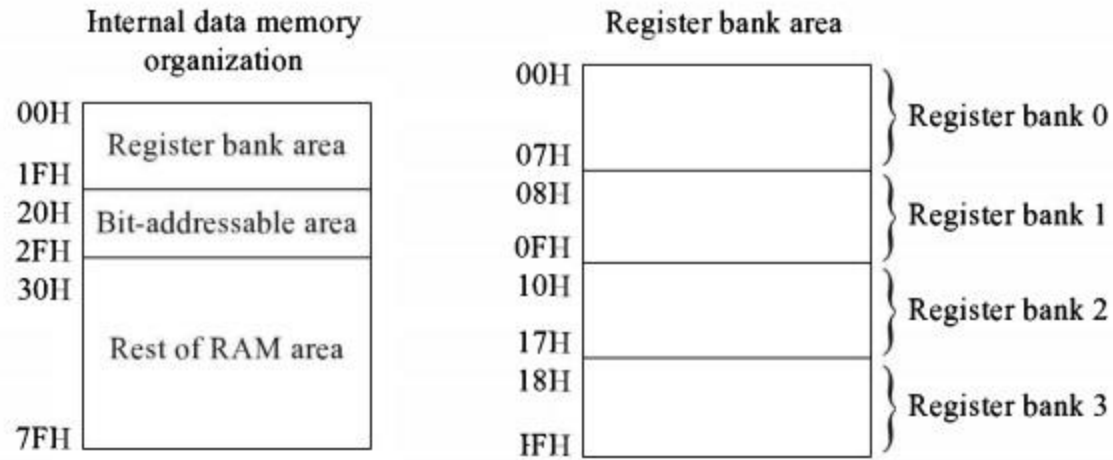 Internal data memory
organization
00H
Register bank area
1FH
20H
Bit-addressable area
2FH
30H
Rest of RAM area
7FH
Register bank area
00H
Register bank 0
07H
08H
Register bank 1
0FH
10H
Register bank 2
17H
18H
Register bank 3